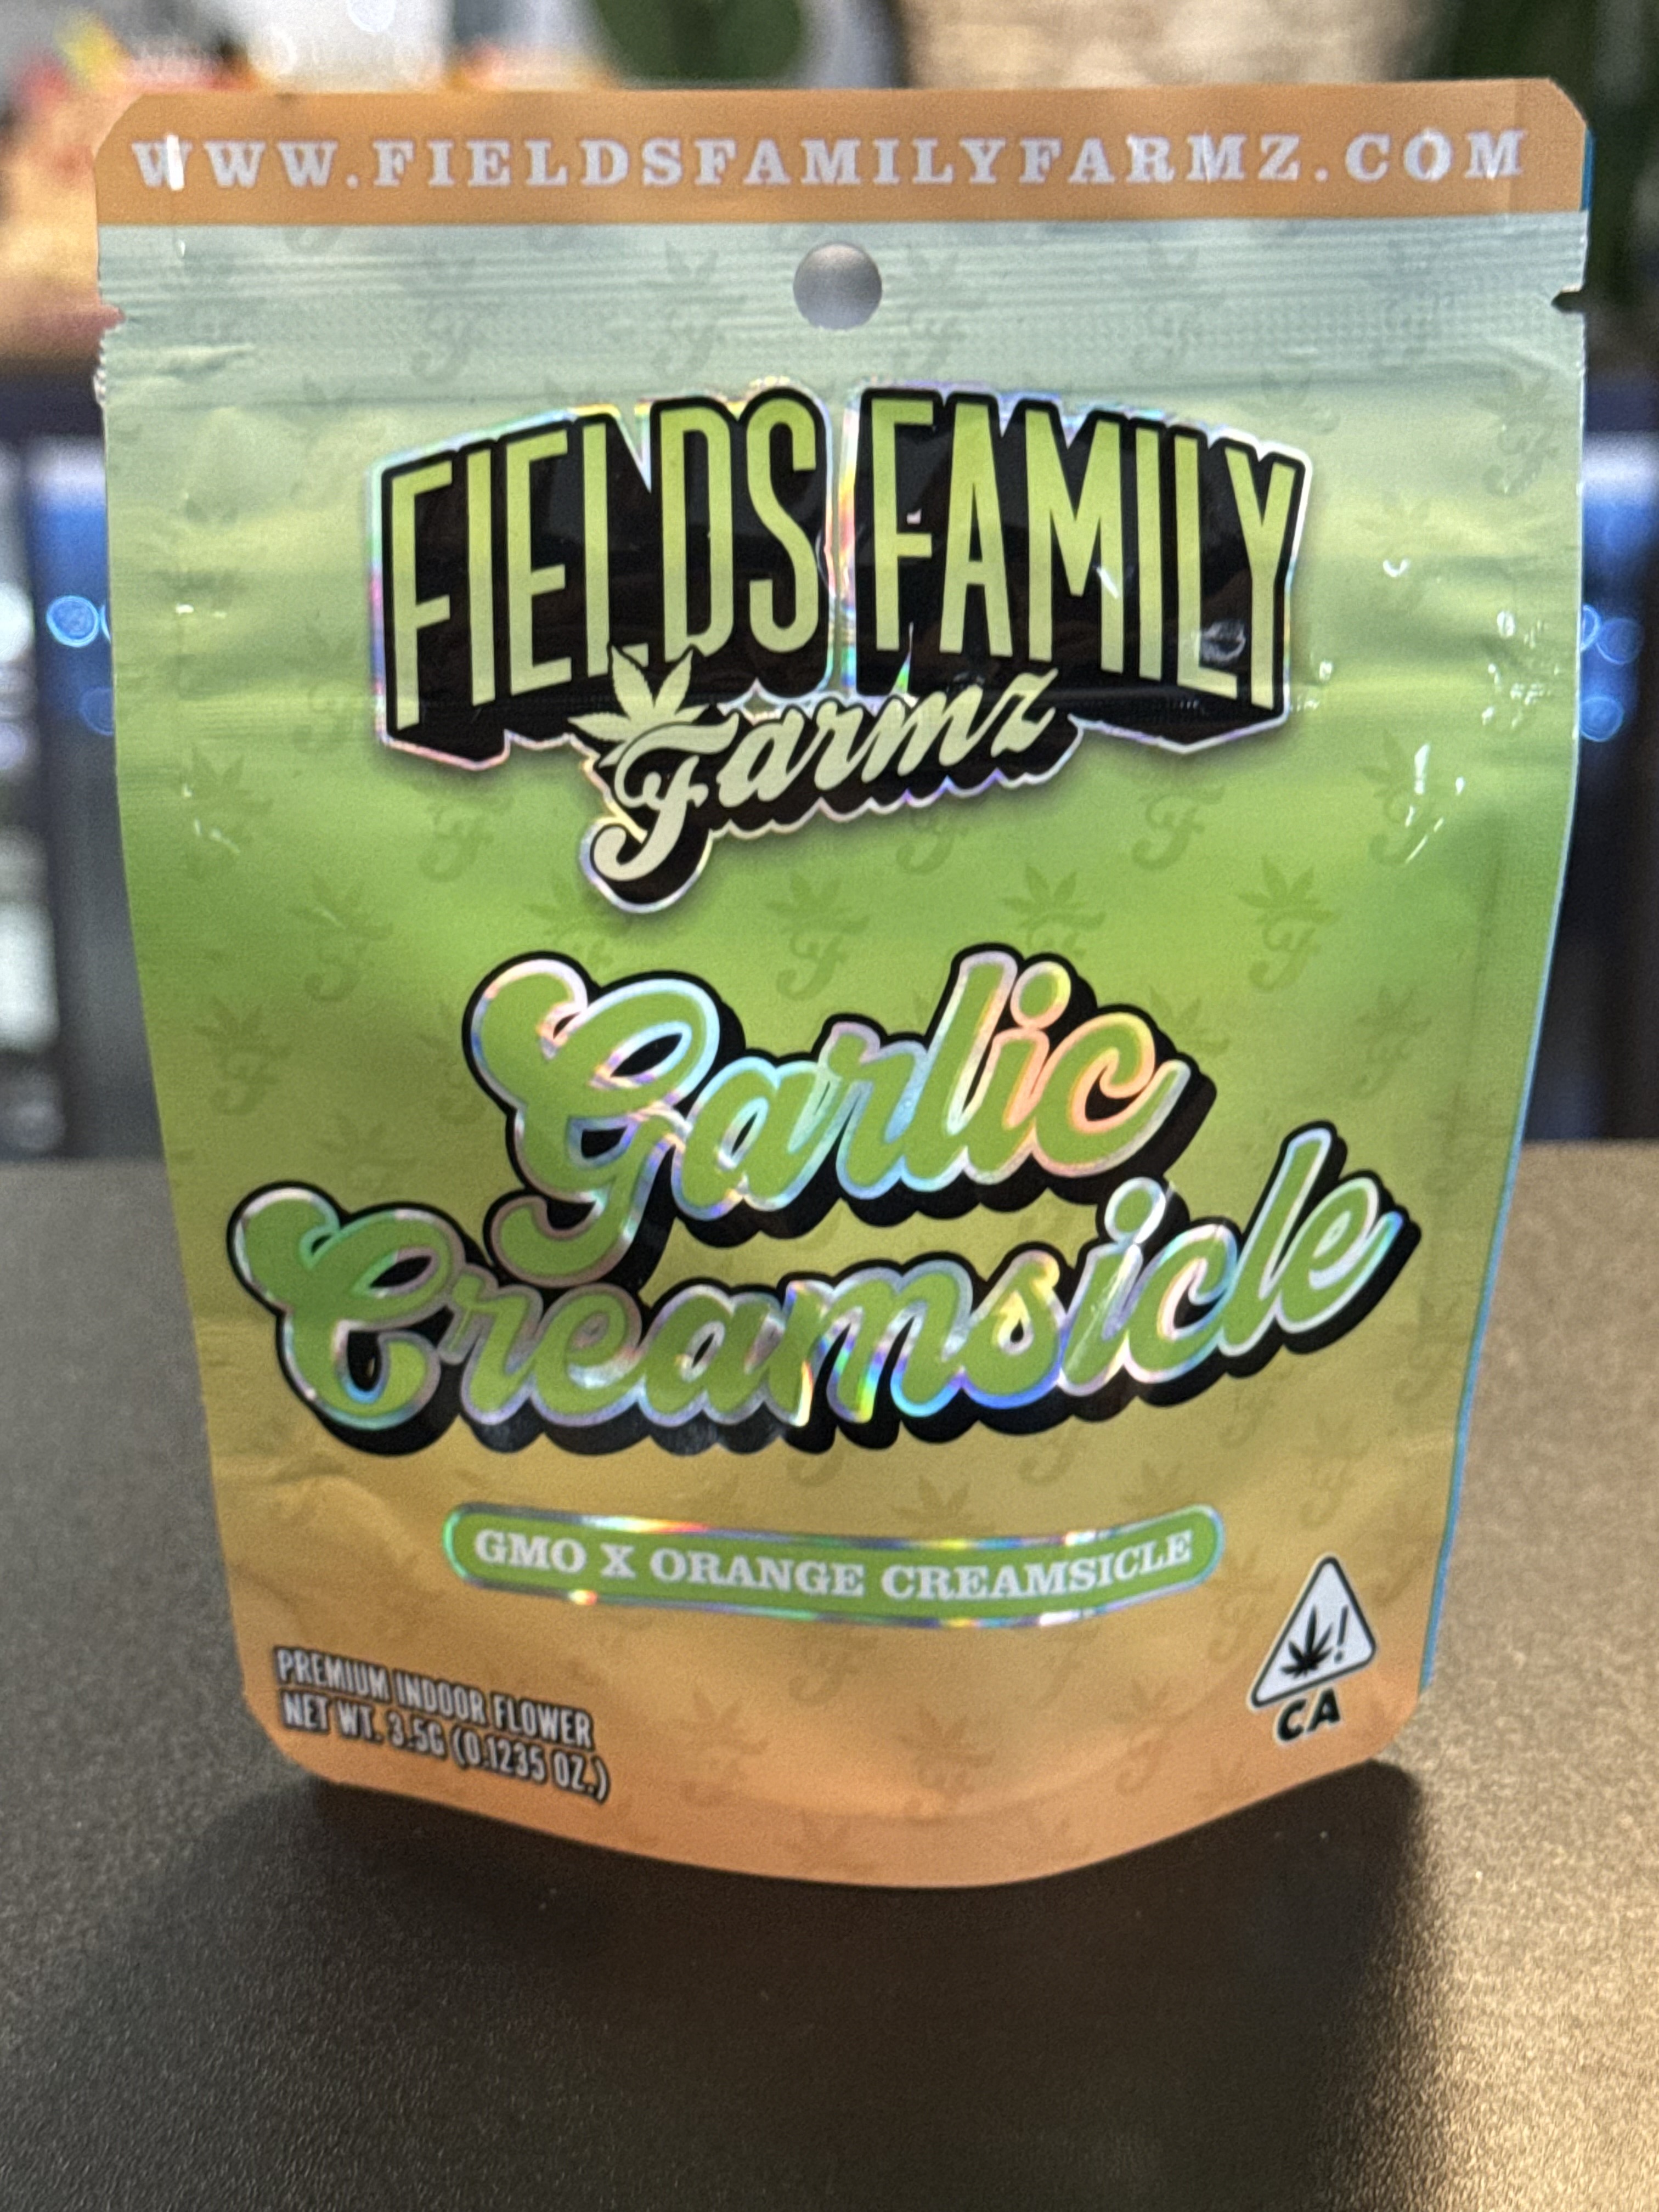 WWW.FIELDSFAMILYFARMZ.COM
FIELDS FAMILY
Farmz
Garlic
Creamsicle
GMO X ORANGE CREAMSICLE
PREMIUM INDOOR FLOWER
NET WT. 3.5G (0.1235 OZ.)
!
CA